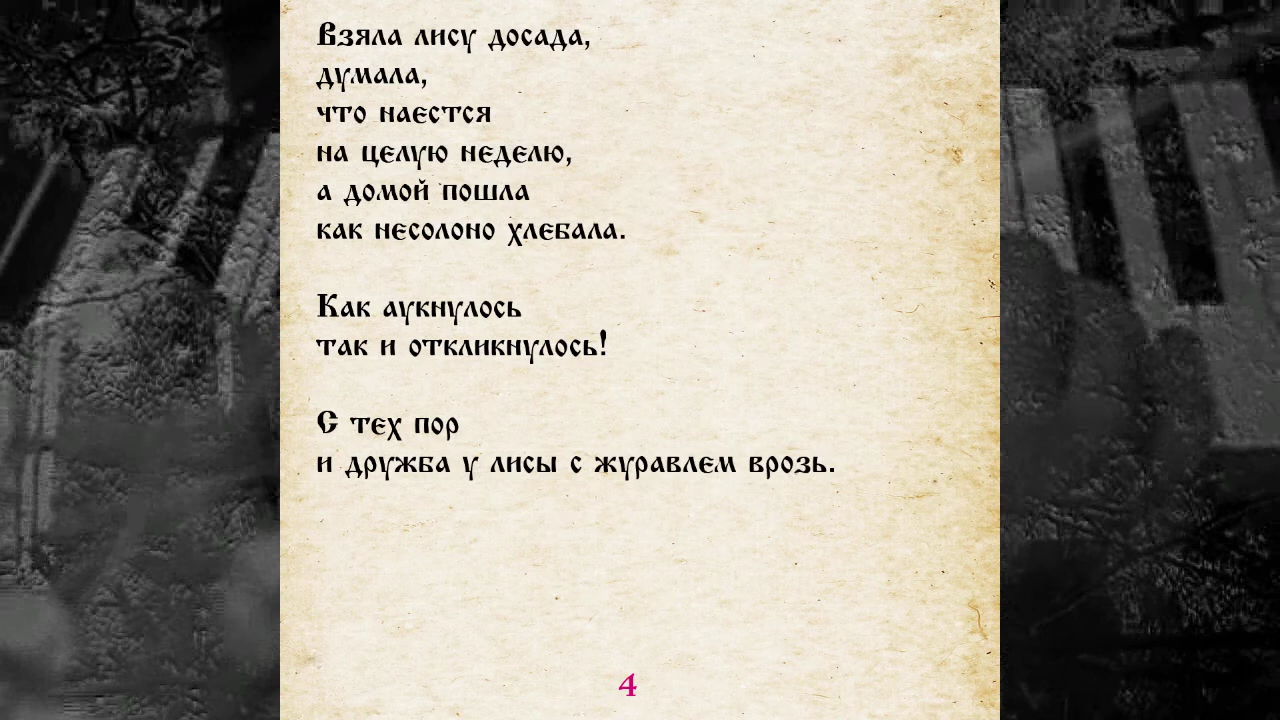 Взяла лису досада,
думала,
что наестся
на целую неделю,
а домой пошла
как несолоно хлебала.
Как аукнулось
так и откликнулось!
С тех пор
и дружба у лисы с журавлем врозь.
4